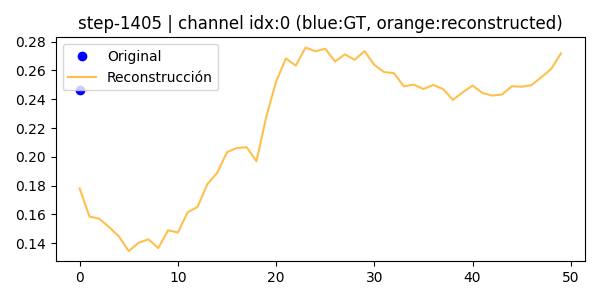 step-1405 | channel idx:0 (blue:GT, orange:reconstructed)
Original
Reconstrucción
0.28
0.26
0.24
0.22
0.20
0.18
0.16
0.14
0 10 20 30 40 50